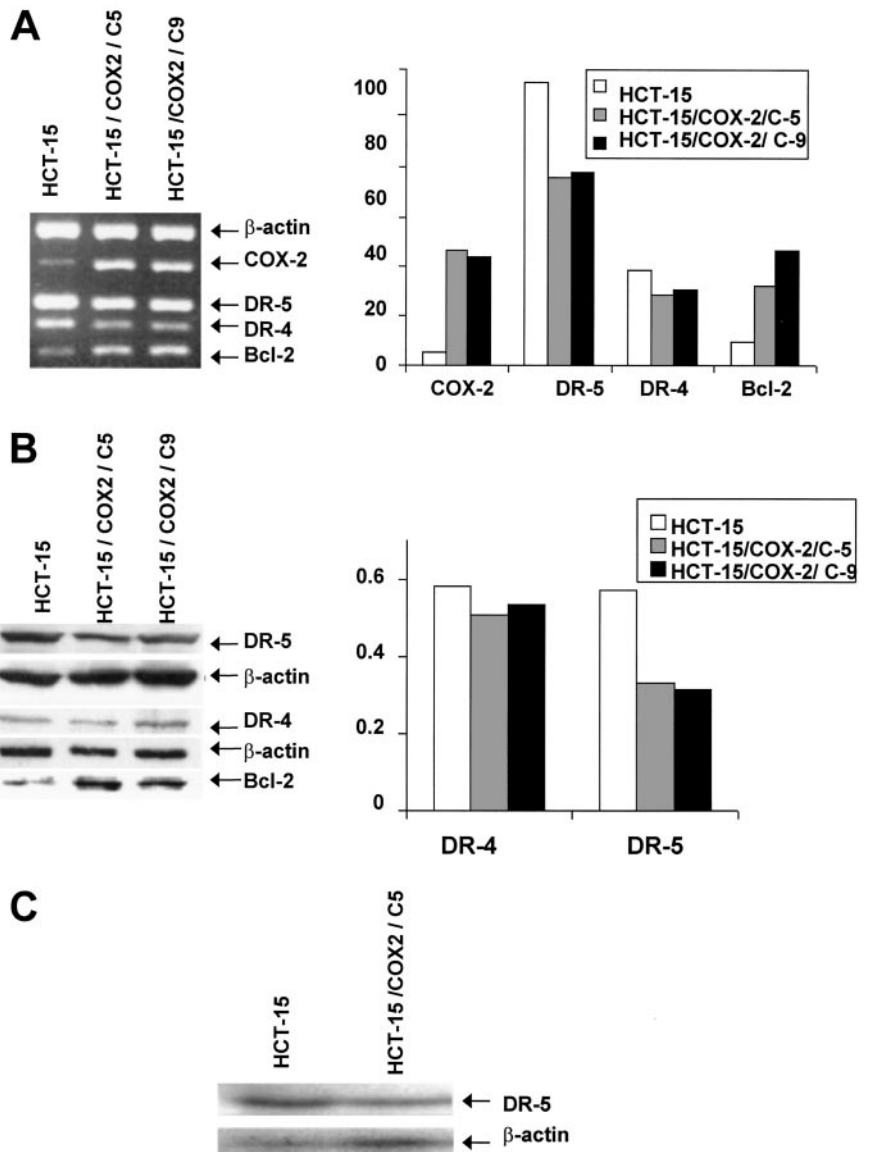 A
HCT-15
HCT-15 / COX2 / C5
HCT-15 /COX2 / C9
β-actin
COX-2
DR-5
DR-4
Bcl-2
100
80
60
40
20
0
COX-2 DR-5 DR-4 Bcl-2
HCT-15
HCT-15/COX-2/C-5
HCT-15/COX-2/ C-9
B
HCT-15
HCT-15 / COX2 / C5
HCT-15 / COX2 / C9
DR-5
β-actin
DR-4
β-actin
Bcl-2
0.6
0.4
0.2
0
DR-4 DR-5
HCT-15
HCT-15/COX-2/C-5
HCT-15/COX-2/ C-9
C
HCT-15
HCT-15 /COX2 / C5
DR-5
β-actin